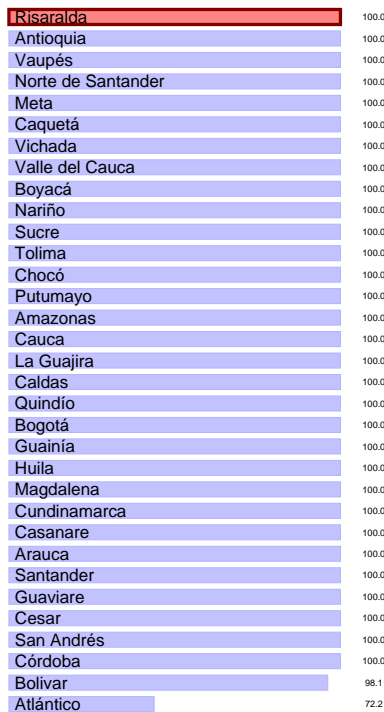 Risaralda 100.0
Antioquia 100.0
Vaupés 100.0
Norte de Santander 100.0
Meta 100.0
Caquetá 100.0
Vichada 100.0
Valle del Cauca 100.0
Boyacá 100.0
Nariño 100.0
Sucre 100.0
Tolima 100.0
Chocó 100.0
Putumayo 100.0
Amazonas 100.0
Cauca 100.0
La Guajira 100.0
Caldas 100.0
Quindío 100.0
Bogotá 100.0
Guainía 100.0
Huila 100.0
Magdalena 100.0
Cundinamarca 100.0
Casanare 100.0
Arauca 100.0
Santander 100.0
Guaviare 100.0
Cesar 100.0
San Andrés 100.0
Córdoba 100.0
Bolivar 98.1
Atlántico 72.2